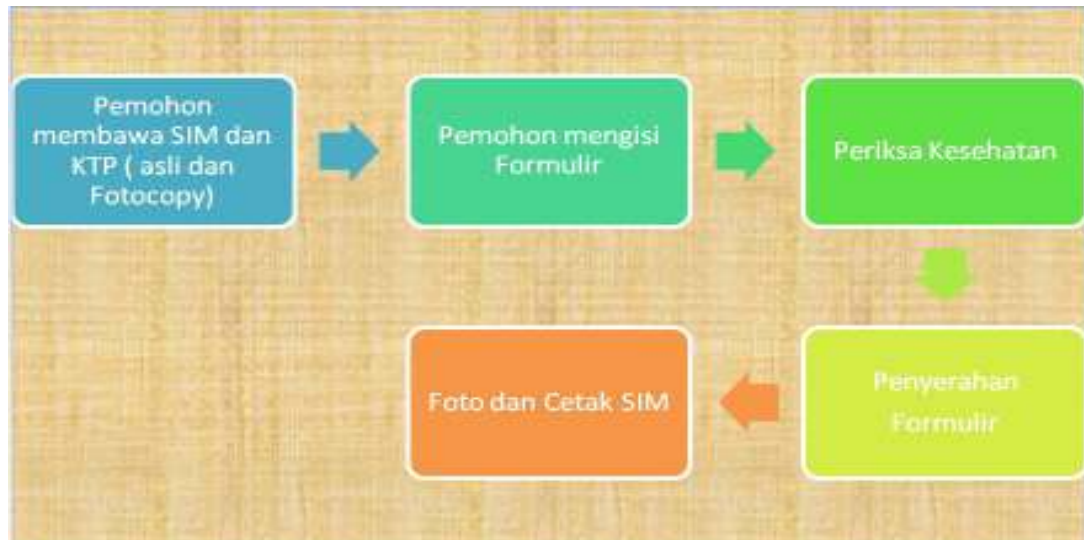 Pemohon
membawa SIM dan
KTP ( asli dan
Fotocopy)
Pemohon mengisi
Formulir
Periksa Kesehatan
Penyerahan
Formulir
Foto dan Cetak SIM